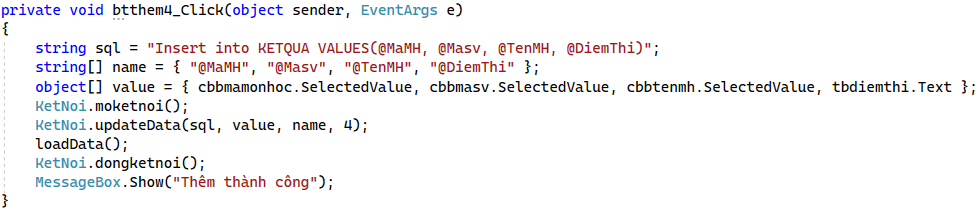 private void btthem4_Click(object sender, EventArgs e)
{
    string sql = "Insert into KETQUA VALUES(@MaMH, @Masv, @TenMH, @DiemThi)";
    string[] name = { "@MaMH", "@Masv", "@TenMH", "@DiemThi" };
    object[] value = { cbbmamonhoc.SelectedValue, cbbmasv.SelectedValue, cbbtenmh.SelectedValue, tbdiemthi.Text };
    KetNoi.moketnoi();
    KetNoi.updateData(sql, value, name, 4);
    loadData();
    KetNoi.dongketnoi();
    MessageBox.Show("Thêm thành công");
}